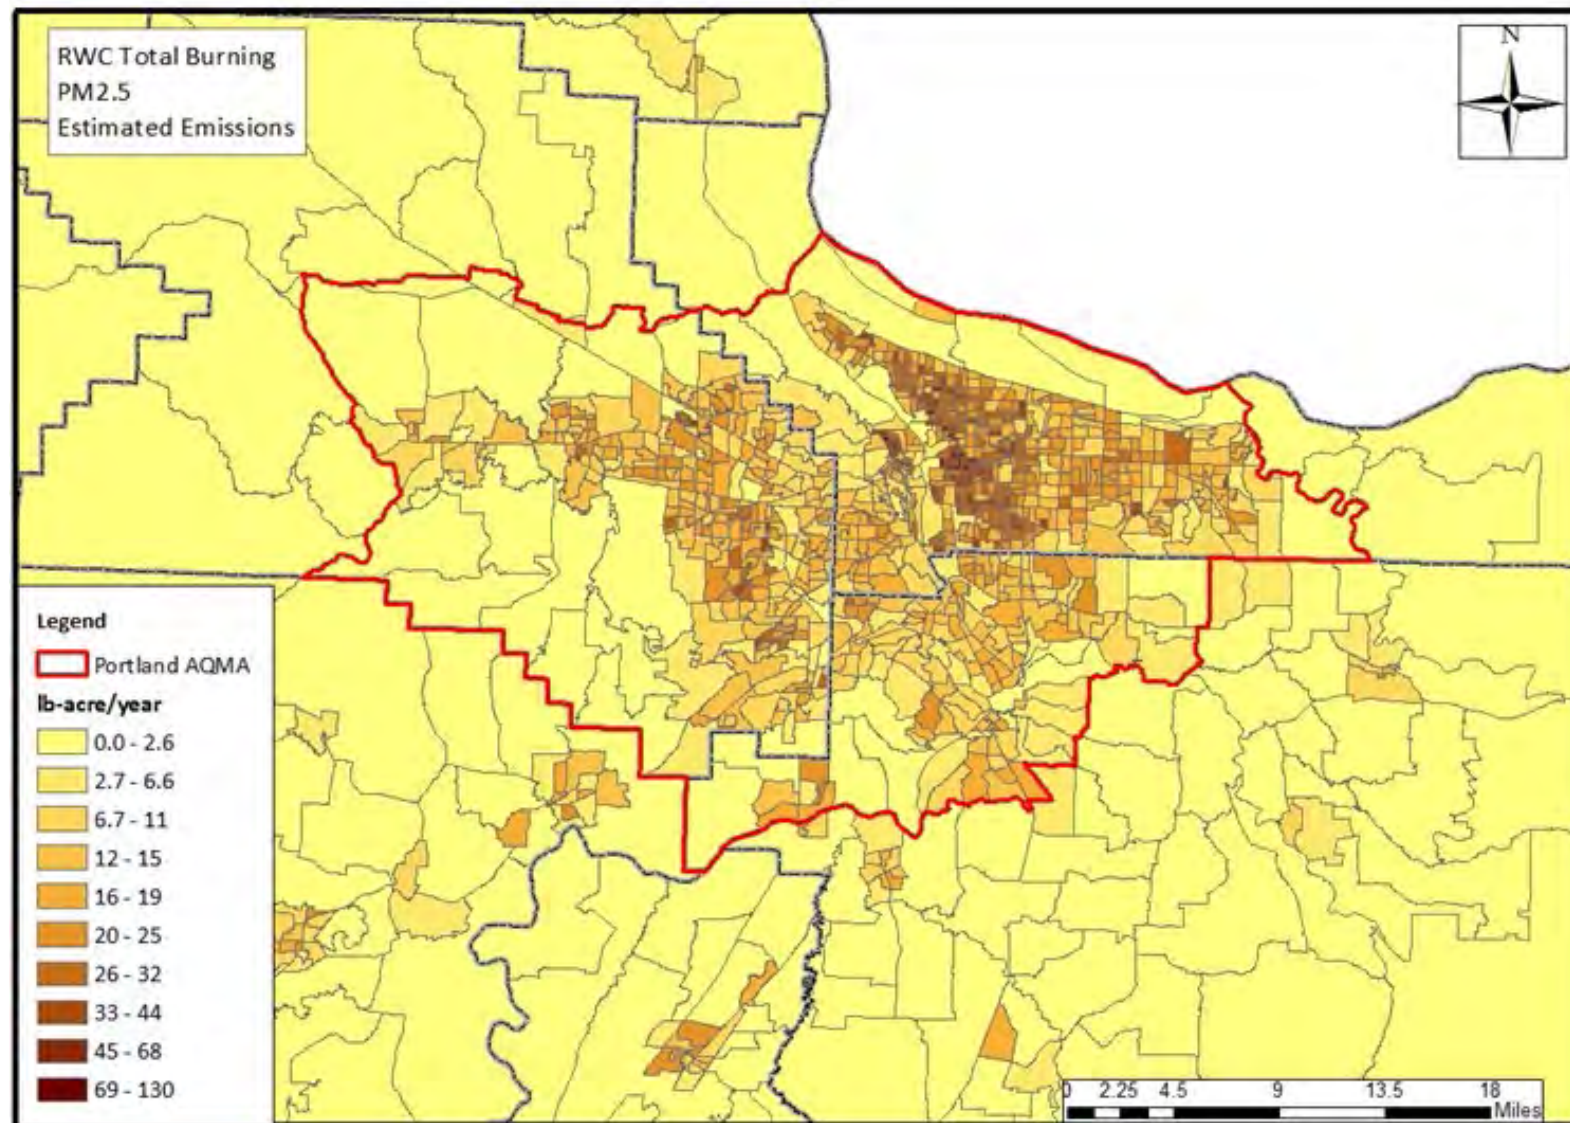 RWC Total Burning
PM2.5
Estimated Emissions
N
Legend
Portland AQMA
lb-acre/year
0.0 - 2.6
2.7 - 6.6
6.7 - 11
12 - 15
16 - 19
20 - 25
26 - 32
33 - 44
45 - 68
69 - 130
0 2.25 4.5 9 13.5 18
Miles